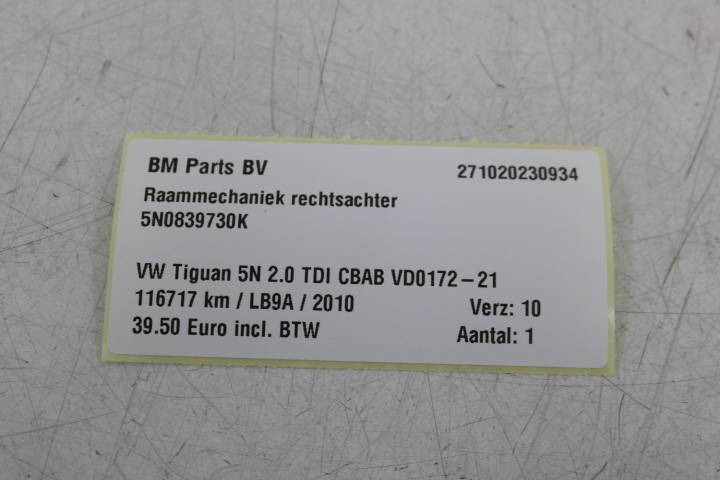 BM Parts BV 271020230934
Raammechaniek rechtsachter
5N0839730K
VW Tiguan 5N 2.0 TDI CBAB VD0172-21
116717 km / LB9A / 2010 Verz: 10
39.50 Euro incl. BTW Aantal: 1